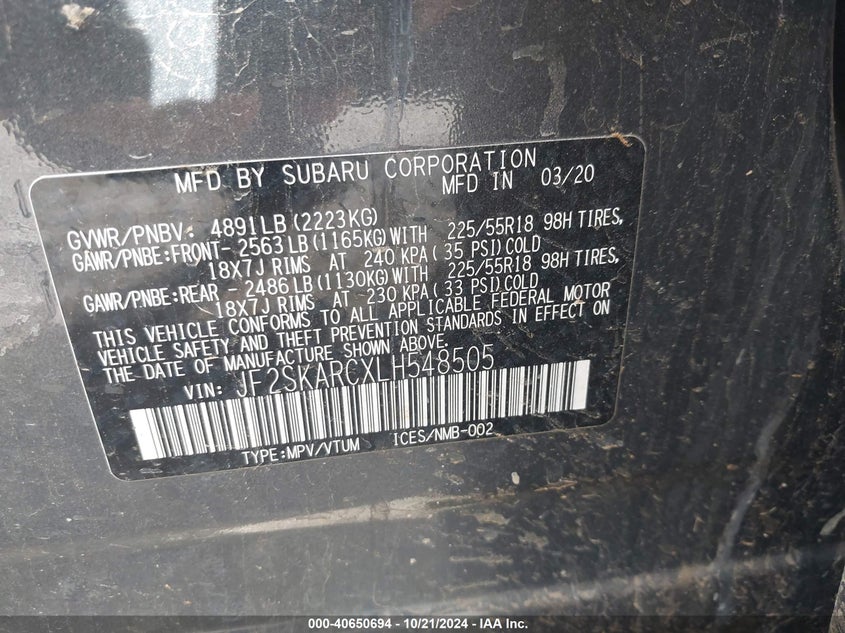 MFD BY SUBARU CORPORATION
MFD IN 03/20
GVWR/PNBV: 4891LB (2223KG)
GAWR/PNBE:FRONT- 2563LB(1165KG)WITH 225/55R18 98H TIRES,
18X7J RIMS AT 240 KPA( 35 PSI)COLD
GAWR/PNBE:REAR - 2486LB(1130KG)WITH 225/55R18 98H TIRES,
18X7J RIMS AT 230 KPA( 33 PSI)COLD
THIS VEHICLE CONFORMS TO ALL APPLICABLE FEDERAL MOTOR
VEHICLE SAFETY AND THEFT PREVENTION STANDARDS IN EFFECT ON
THE DATE OF MANUFACTURE SHOWN ABOVE.
VIN: JF2SKARCXLH548505
TYPE:MPV/VTUM ICES/NMB-002
000-40650694 - 10/21/2024 - IAA Inc.